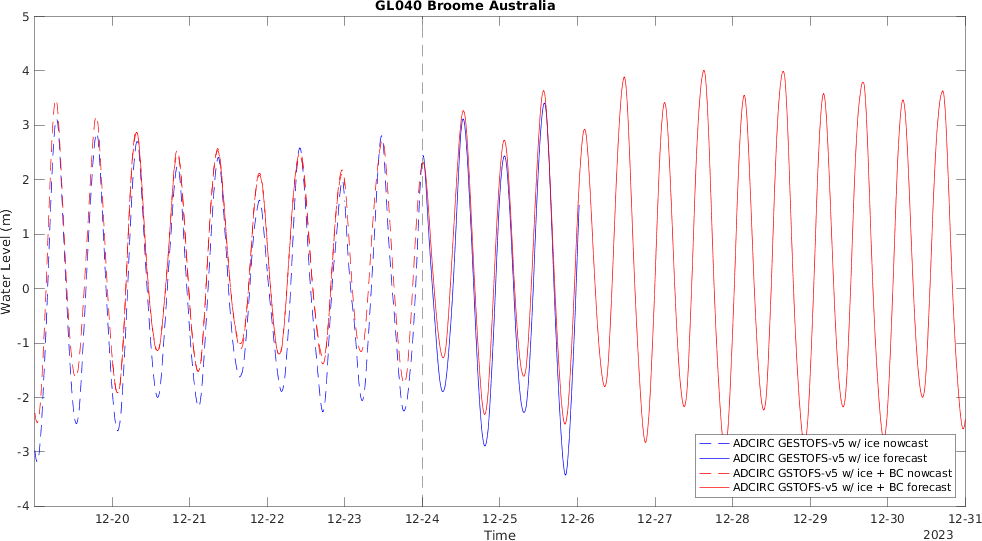 GL040 Broome Australia
5
4
3
2
1
0
-1
-2
-3
-4
Water Level (m)
ADCIRC GESTOFS-v5 w/ ice nowcast
ADCIRC GESTOFS-v5 w/ ice forecast
ADCIRC GSTOFS-v5 w/ ice + BC nowcast
ADCIRC GSTOFS-v5 w/ ice + BC forecast
12-20 12-21 12-22 12-23 12-24 12-25 12-26 12-27 12-28 12-29 12-30 12-31
Time
2023